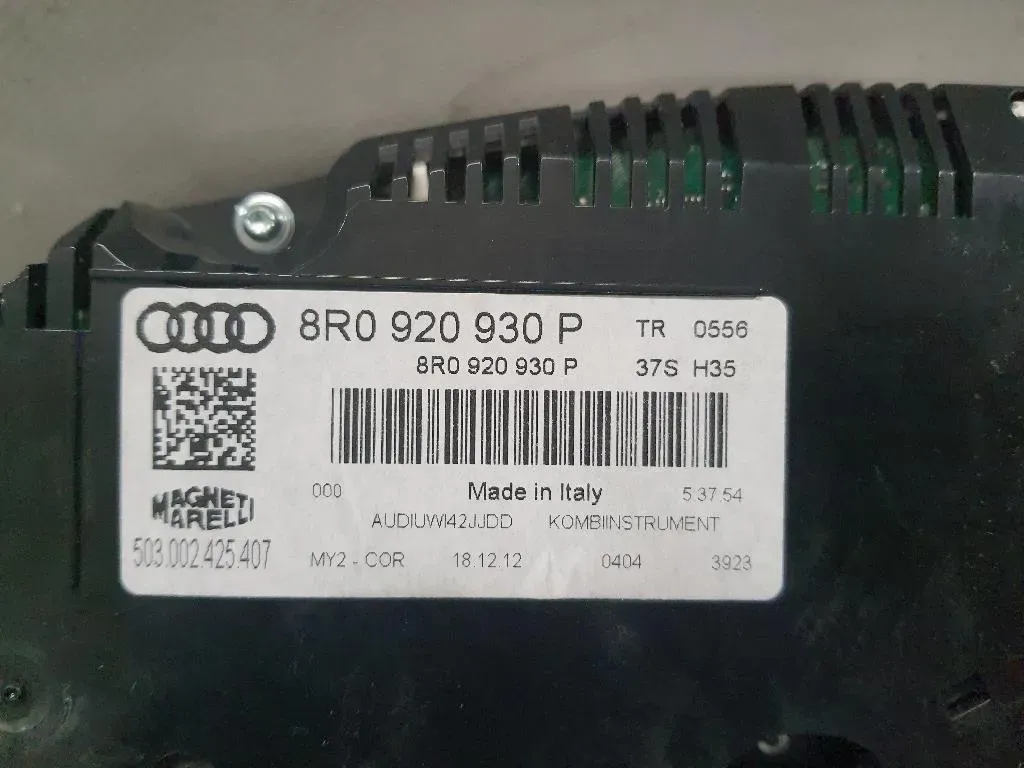 8R0 920 930 P TR 0556
8R0 920 930 P 37S H35
MAGNETI MARELLI
503.002.425.407
000 Made in Italy 5.37.54
AUDIUWI42JJDD KOMBIINSTRUMENT
MY2 - COR 18.12.12 0404 3923